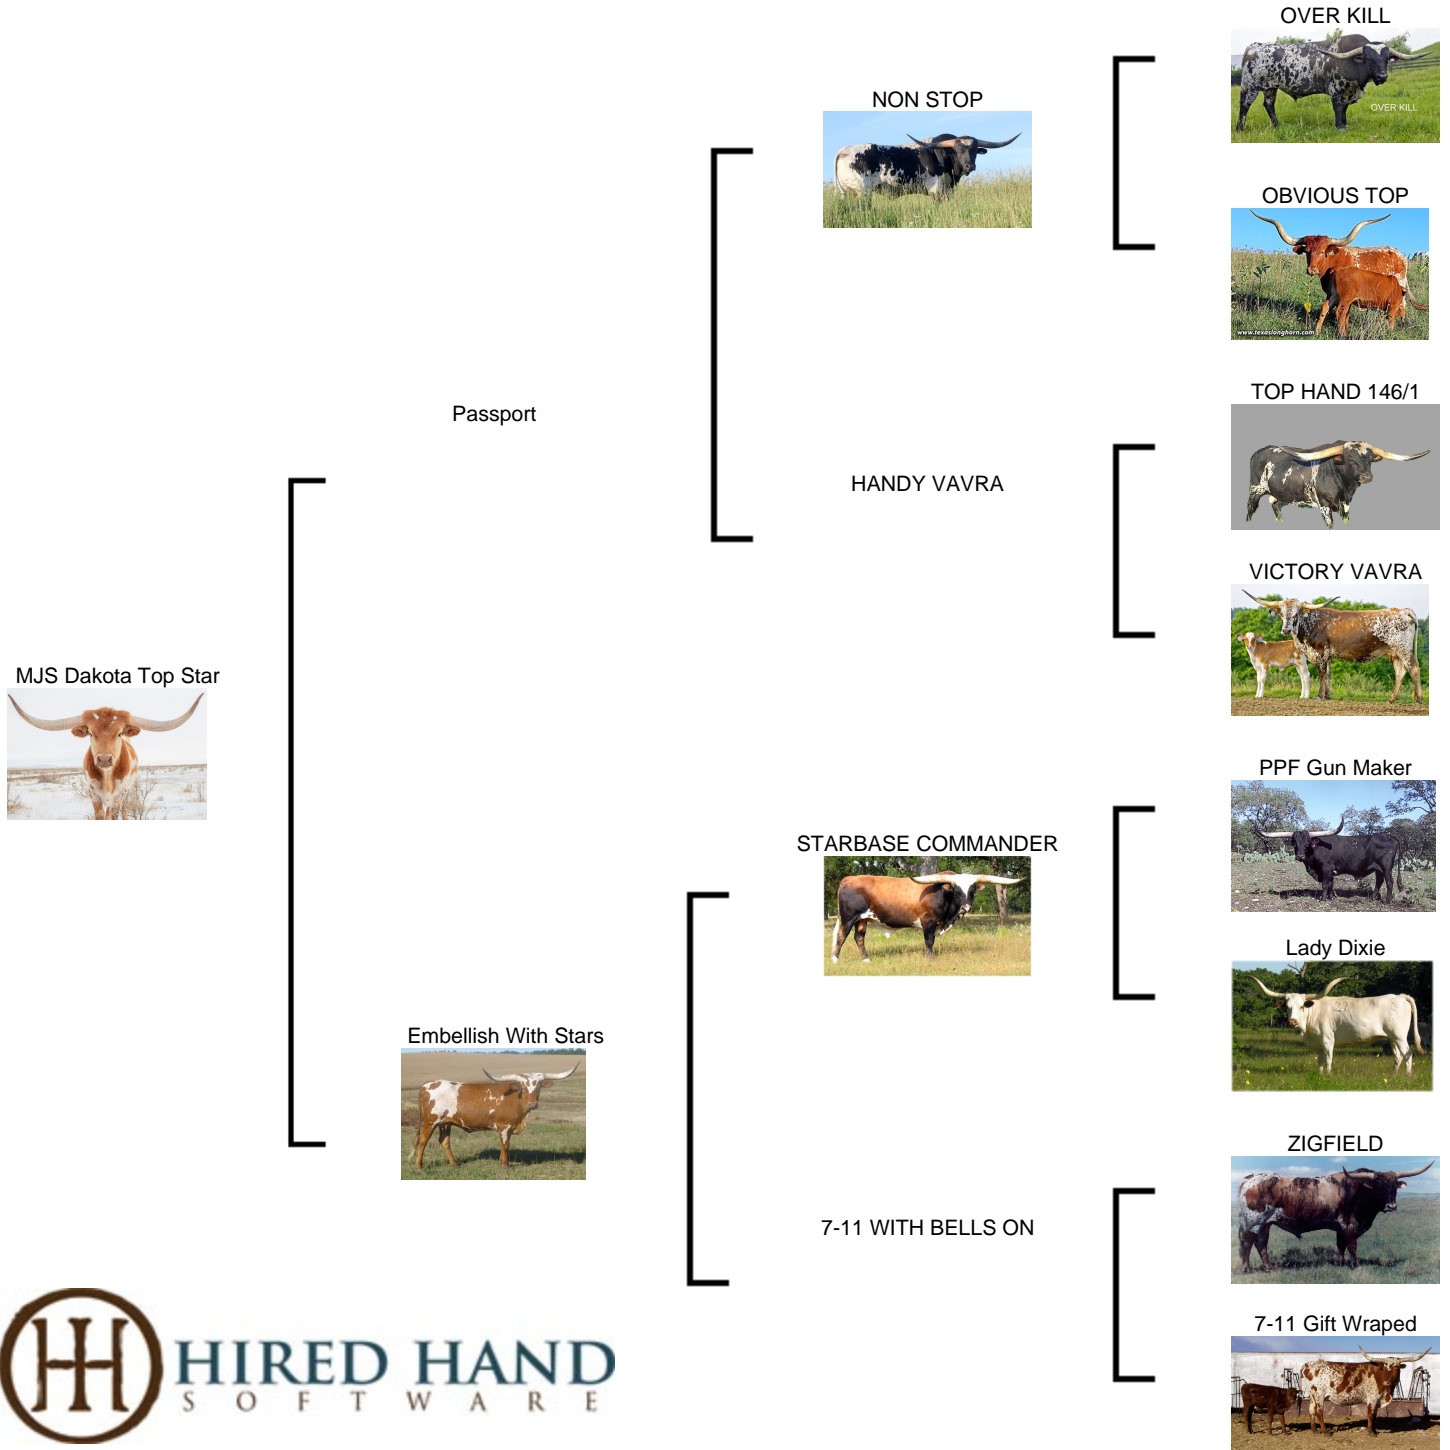 OVER KILL
OVER KILL
NON STOP
OBVIOUS TOP
www.texaslonghorn.com
TOP HAND 146/1
Passport
HANDY VAVRA
VICTORY VAVRA
MJS Dakota Top Star
PPF Gun Maker
STARBASE COMMANDER
Lady Dixie
Embellish With Stars
ZIGFIELD
7-11 WITH BELLS ON
7-11 Gift Wraped
HIRED HAND
SOFTWARE